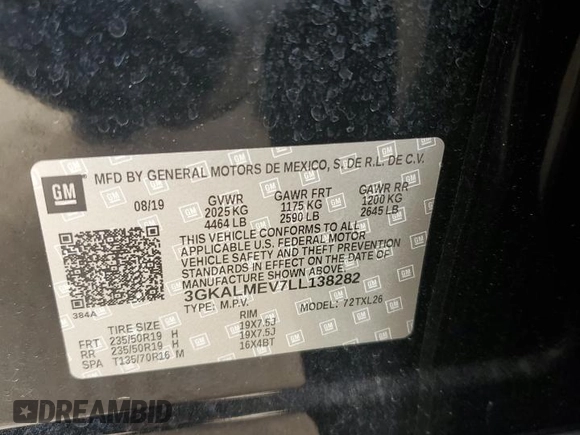 GM
MFD BY GENERAL MOTORS DE MEXICO, S. DE R.L. DE C.V.
08/19 GVWR GAWR FRT GAWR RR
2025 KG 1175 KG 1200 KG
4464 LB 2590 LB 2645 LB
THIS VEHICLE CONFORMS TO ALL
APPLICABLE U.S. FEDERAL MOTOR
VEHICLE SAFETY AND THEFT PREVENTION
STANDARDS IN EFFECT ON THE DATE OF
MANUFACTURE SHOWN ABOVE.
3GKALMEV7LL138282
384A TYPE: M.P.V. 72TXL26
TIRE SIZE RIM
FRT 235/50R19 H 19X7.5J
RR 235/50R19 H 19X7.5J
SPA T135/70R16 M 16X4BT
DREAMBID